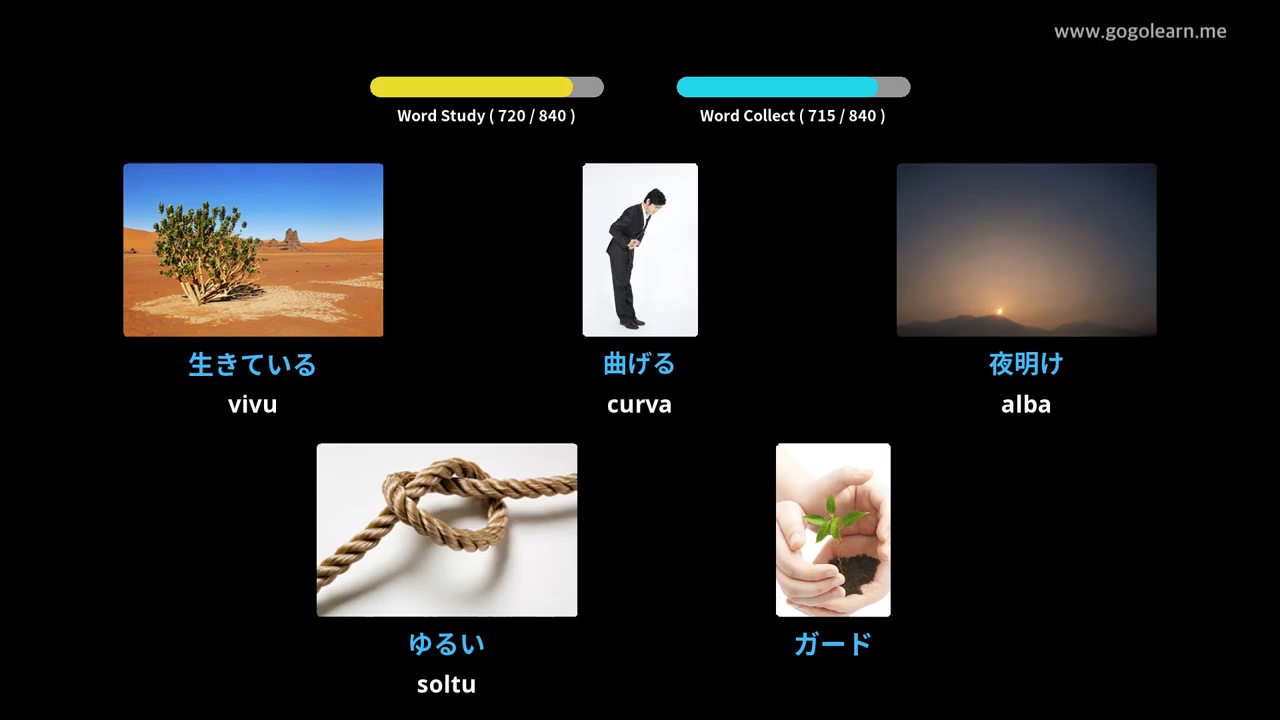 www.gogolearn.me
Word Study ( 720 / 840 )
Word Collect ( 715 / 840 )
生きている
vivu
曲げる
curva
夜明け
alba
ゆるい
soltu
ガード